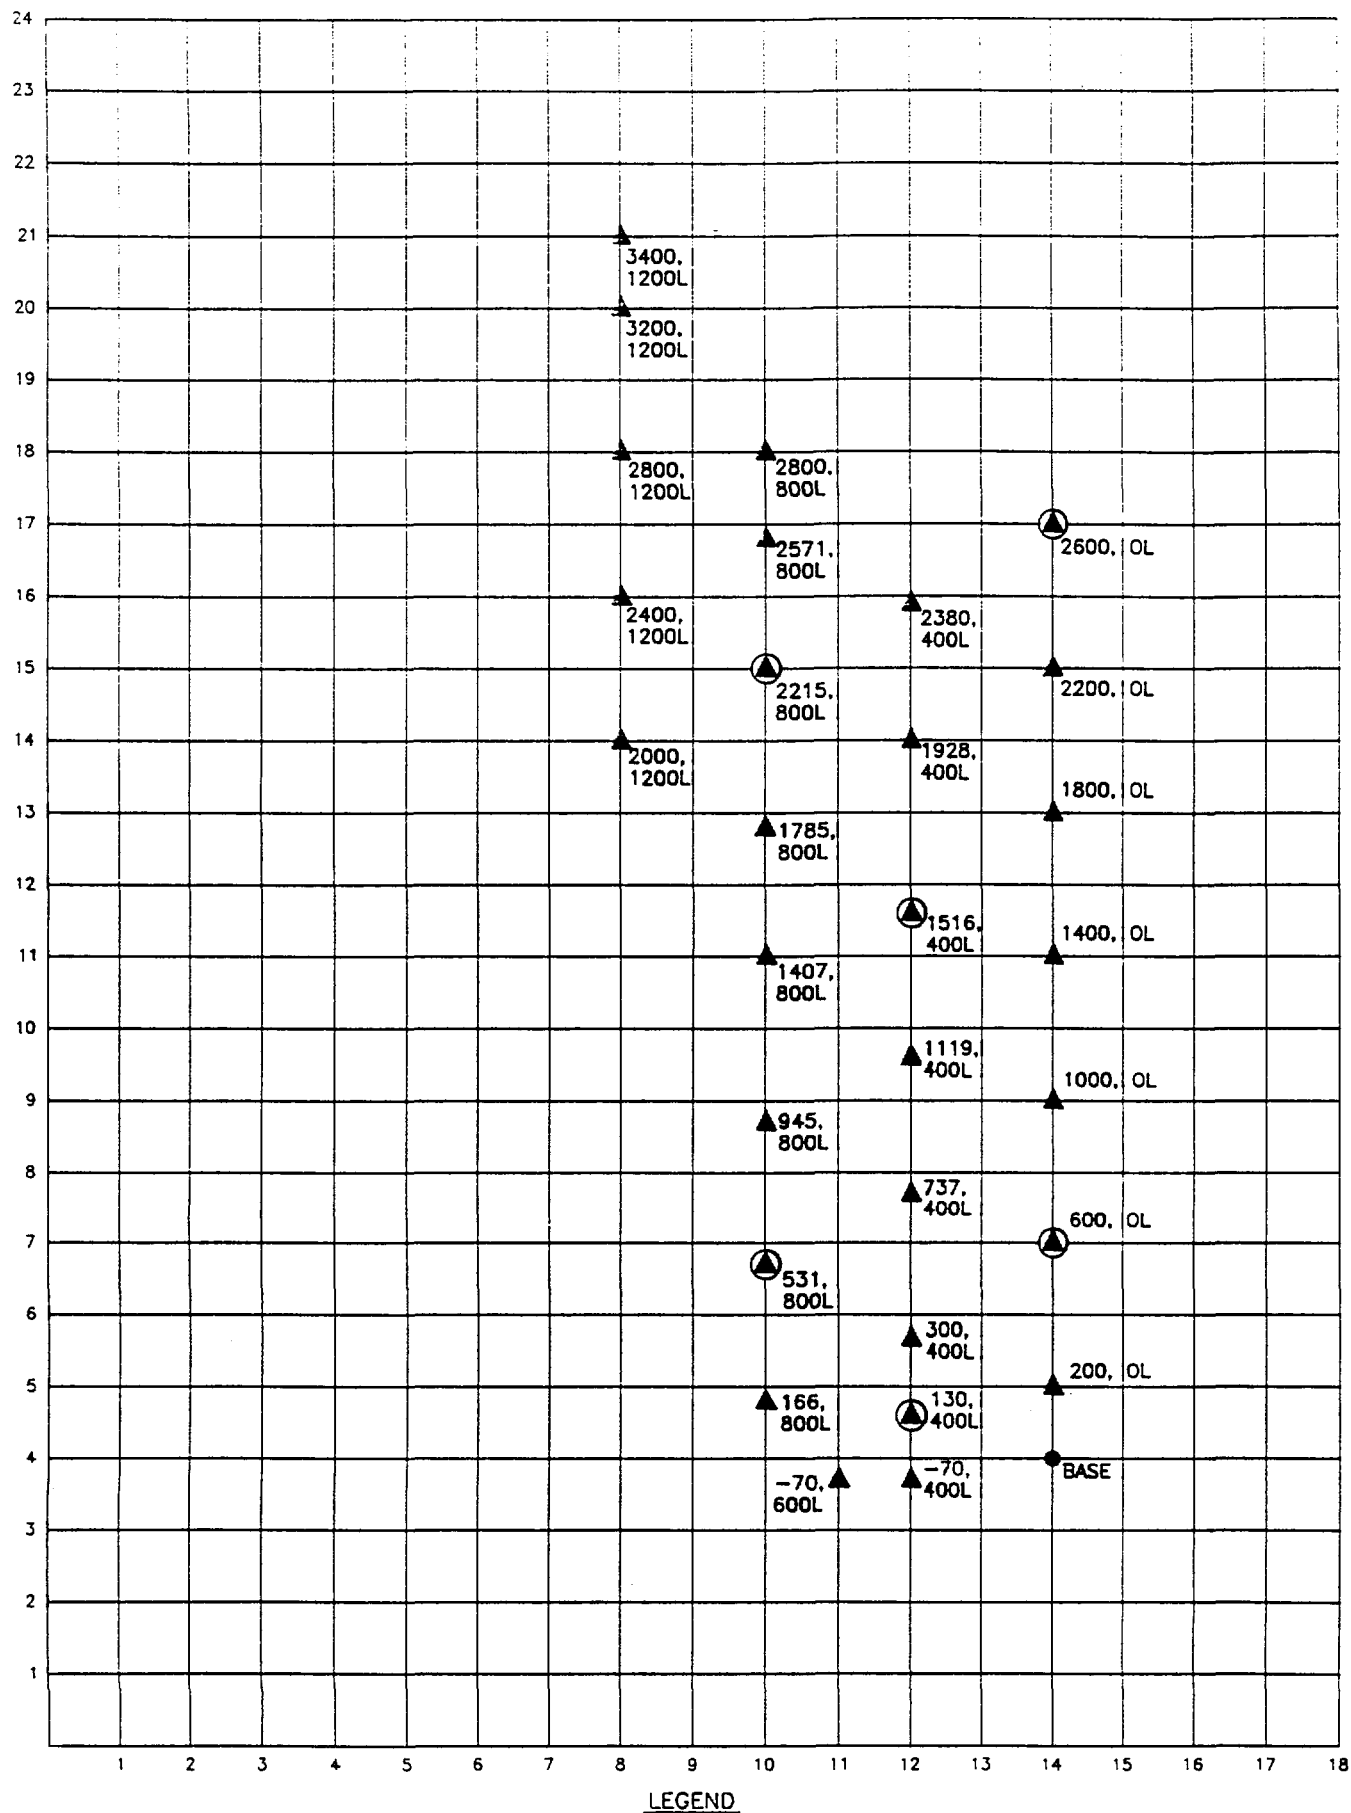 24
23
22
21
3400,
1200L
20
3200,
1200L
19
18
2800,
1200L
2800,
800L
17
2571,
800L
2600, OL
16
2400,
1200L
2380,
400L
15
2215,
800L
2200, OL
14
2000,
1200L
1928,
400L
1800, OL
13
1785,
800L
12
1516,
400L
1400, OL
11
1407,
800L
10
1119,
400L
1000, OL
9
945,
800L
8
737,
400L
600, OL
7
531,
800L
6
300,
400L
200, OL
5
166,
800L
130,
400L
4
BASE
-70,
600L
-70,
400L
3
2
1
1 2 3 4 5 6 7 8 9 10 11 12 13 14 15 16 17 18
LEGEND